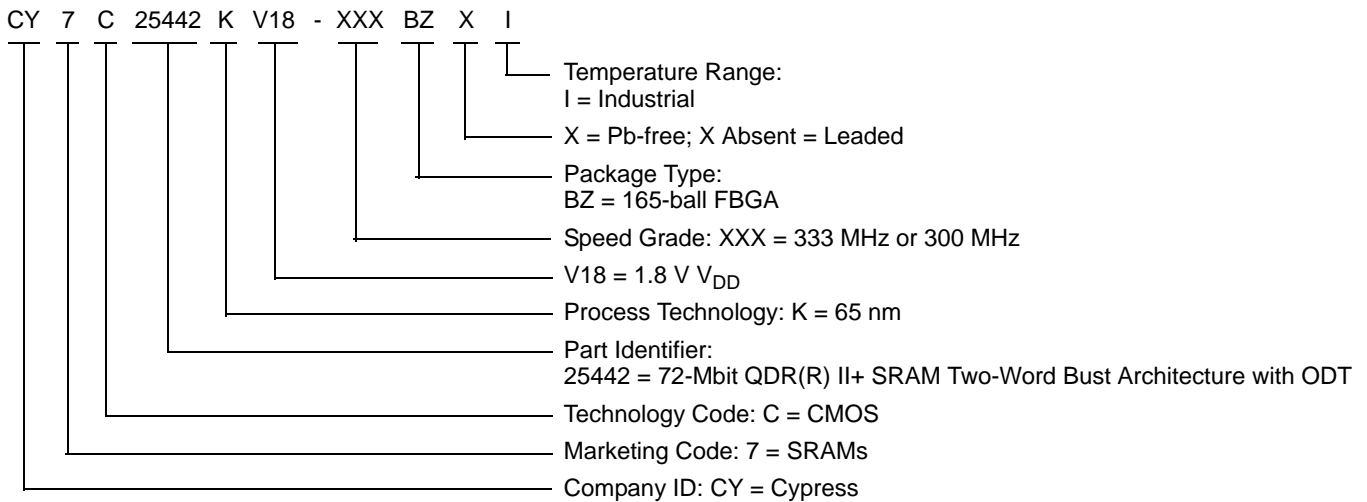 CY 7 C 25442 K V18 - XXX BZ X I
Temperature Range:
I = Industrial
X = Pb-free; X Absent = Leaded
Package Type:
BZ = 165-ball FBGA
Speed Grade: XXX = 333 MHz or 300 MHz
V18 = 1.8 V VDD
Process Technology: K = 65 nm
Part Identifier:
25442 = 72-Mbit QDR(R) II+ SRAM Two-Word Bust Architecture with ODT
Technology Code: C = CMOS
Marketing Code: 7 = SRAMs
Company ID: CY = Cypress